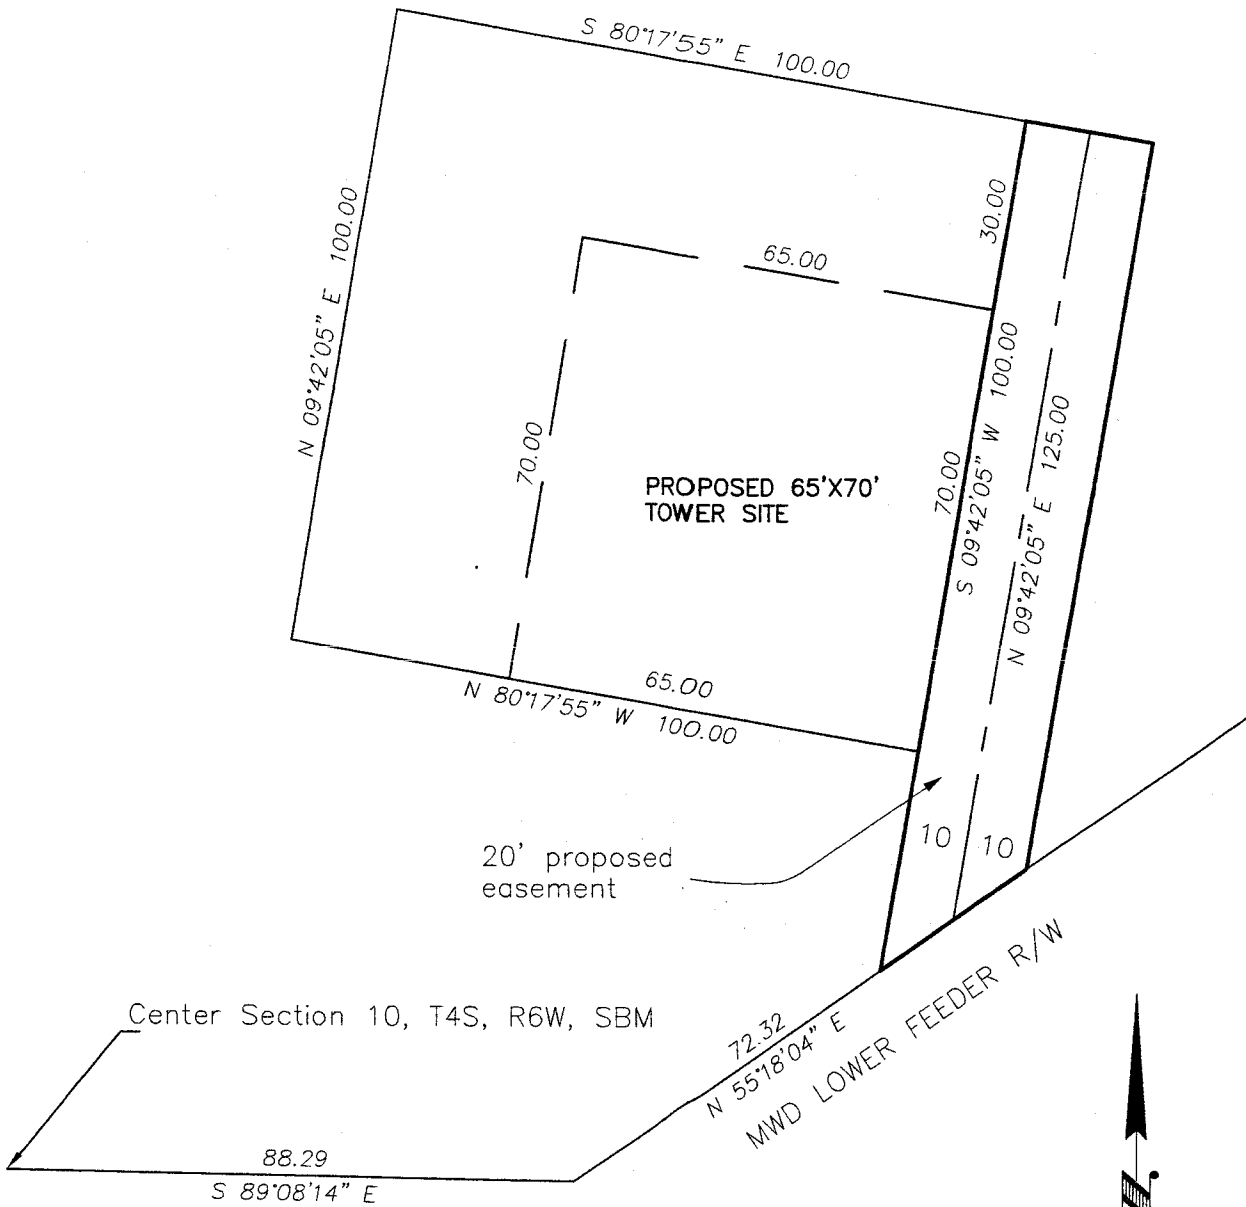 S 80°17'55" E 100.00
N 09°42'05" E 100.00
30.00
65.00
70.00
PROPOSED 65'X70'
TOWER SITE
70.00
S 09°42'05" W 100.00
N 09°42'05" E 125.00
65.00
N 80°17'55" W 100.00
20' proposed
easement
10
10
72.32
N 55°18'04" E
MWD LOWER FEEDER R/W
Center Section 10, T4S, R6W, SBM
88.29
S 89°08'14" E